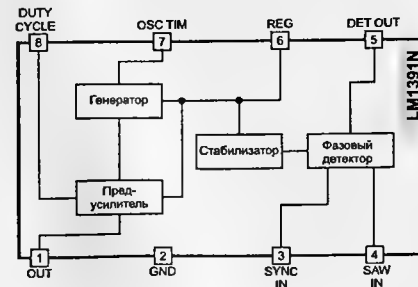 DUTY
CYCLE
OSC TIM
REG
DET OUT
8
7
6
5
LM1391N
Генератор
Стабилизатор
Фазовый
детектор
Пред-
усилитель
1
2
3
4
OUT
GND
SYNC
IN
SAW
IN